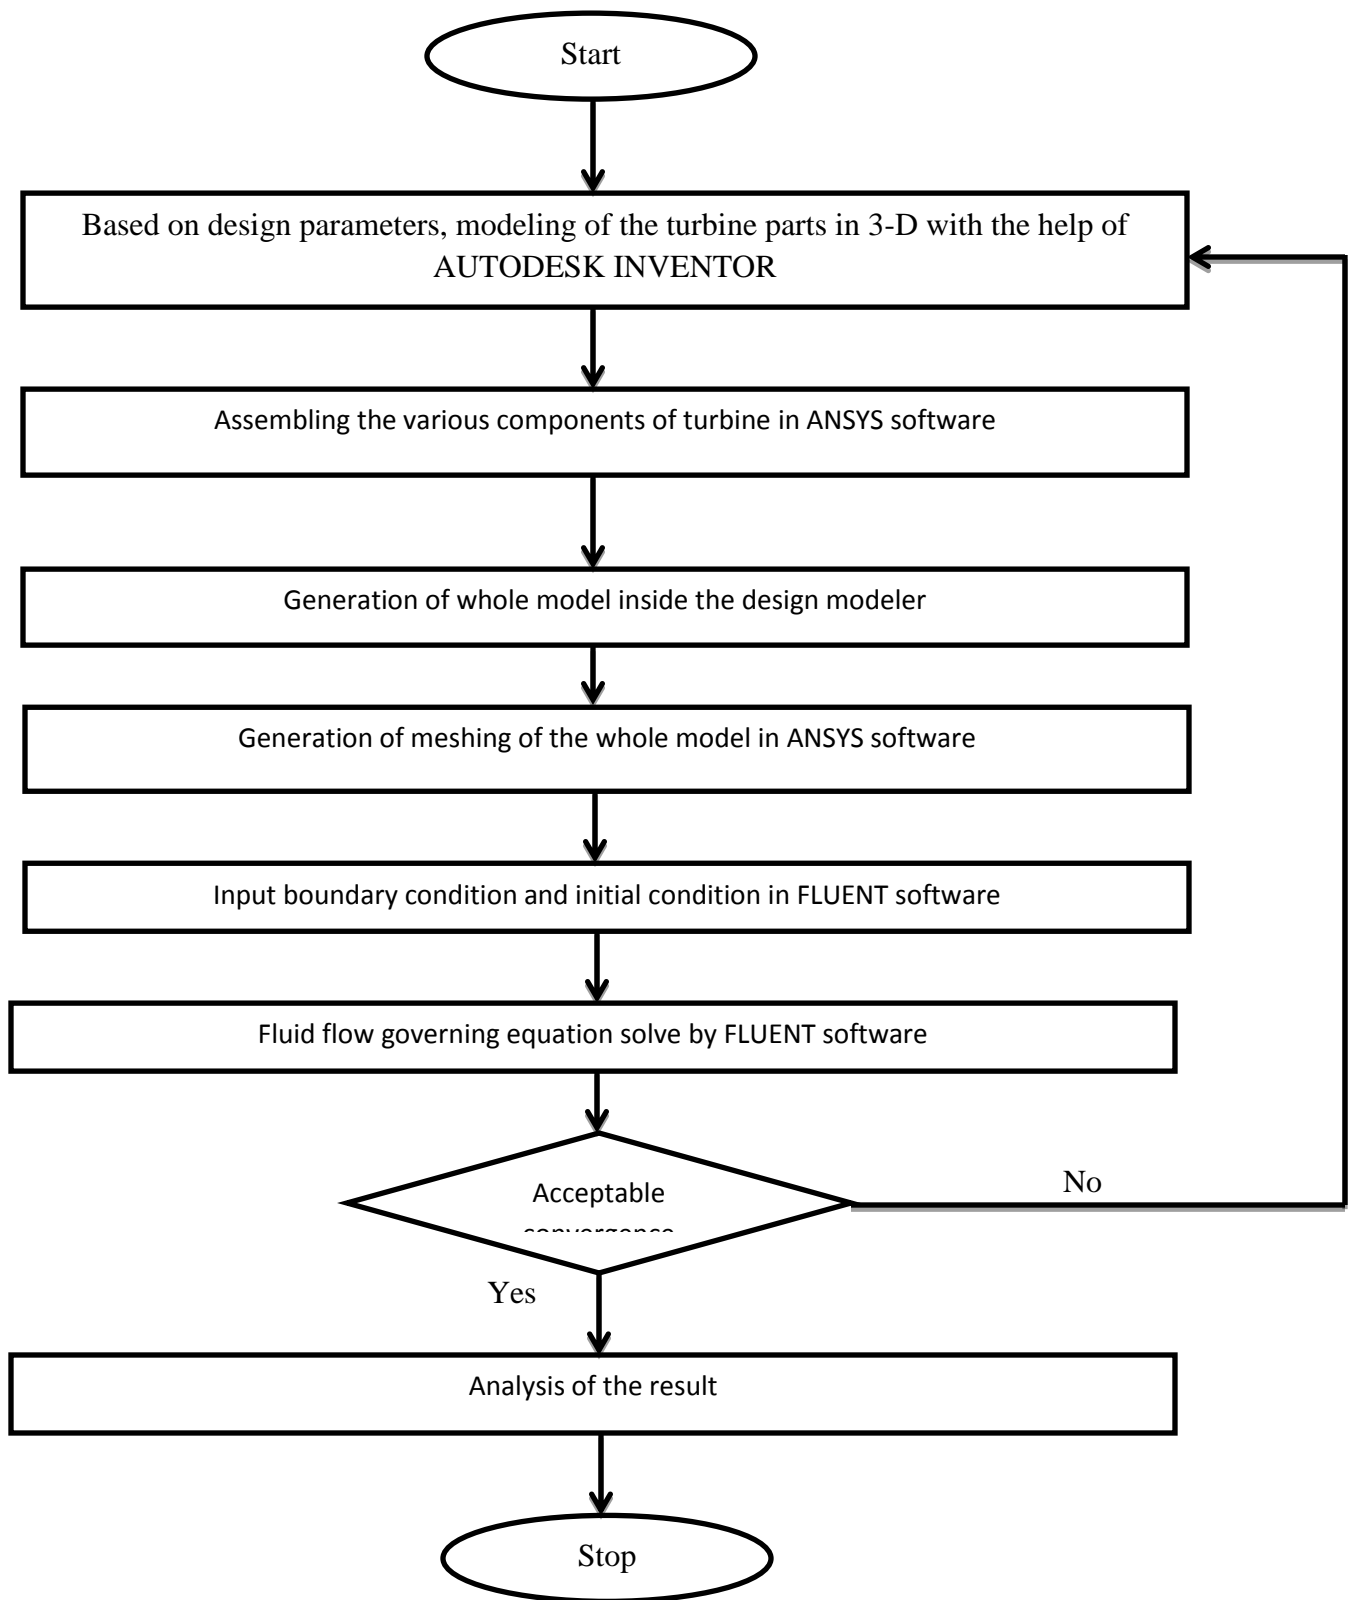 Start
Based on design parameters, modeling of the turbine parts in 3-D with the help of
AUTODESK INVENTOR
Assembling the various components of turbine in ANSYS software
Generation of whole model inside the design modeler
Generation of meshing of the whole model in ANSYS software
Input boundary condition and initial condition in FLUENT software
Fluid flow governing equation solve by FLUENT software
Acceptable
convergence
No
Yes
Analysis of the result
Stop